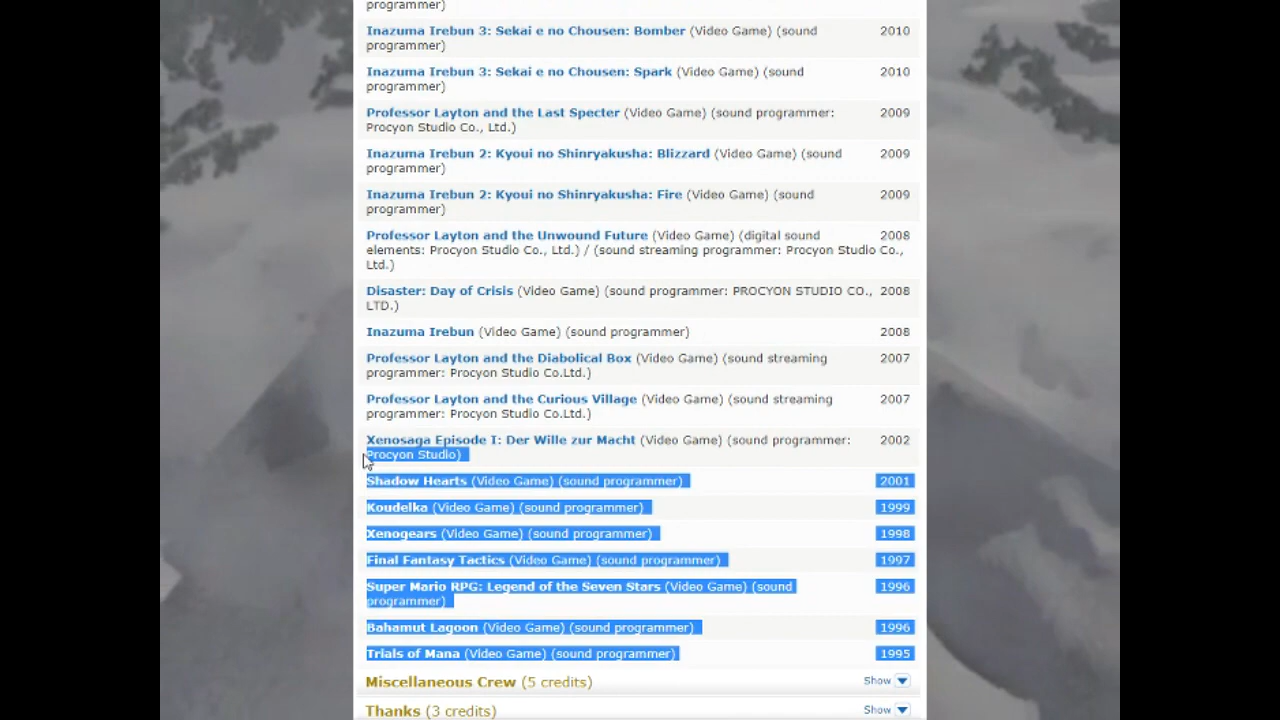 programmer)
Inazuma Irebun 3: Sekai e no Chousen: Bomber (Video Game) (sound 2010
programmer)
Inazuma Irebun 3: Sekai e no Chousen: Spark (Video Game) (sound 2010
programmer)
Professor Layton and the Last Specter (Video Game) (sound programmer: 2009
Procyon Studio Co., Ltd.)
Inazuma Irebun 2: Kyoui no Shinryakusha: Blizzard (Video Game) (sound 2009
programmer)
Inazuma Irebun 2: Kyoui no Shinryakusha: Fire (Video Game) (sound 2009
programmer)
Professor Layton and the Unwound Future (Video Game) (digital sound 2008
elements: Procyon Studio Co., Ltd.) / (sound streaming programmer: Procyon Studio Co.,
Ltd.)
Disaster: Day of Crisis (Video Game) (sound programmer: PROCYON STUDIO CO., 2008
LTD.)
Inazuma Irebun (Video Game) (sound programmer) 2008
Professor Layton and the Diabolical Box (Video Game) (sound streaming 2007
programmer: Procyon Studio Co.Ltd.)
Professor Layton and the Curious Village (Video Game) (sound streaming 2007
programmer: Procyon Studio Co.Ltd.)
Xenosaga Episode I: Der Wille zur Macht (Video Game) (sound programmer: 2002
Procyon Studio)
Shadow Hearts (Video Game) (sound programmer) 2001
Koudelka (Video Game) (sound programmer) 1999
Xenogears (Video Game) (sound programmer) 1998
Final Fantasy Tactics (Video Game) (sound programmer) 1997
Super Mario RPG: Legend of the Seven Stars (Video Game) (sound 1996
programmer)
Bahamut Lagoon (Video Game) (sound programmer) 1996
Trials of Mana (Video Game) (sound programmer) 1995
Miscellaneous Crew (5 credits) Show
Thanks (3 credits) Show